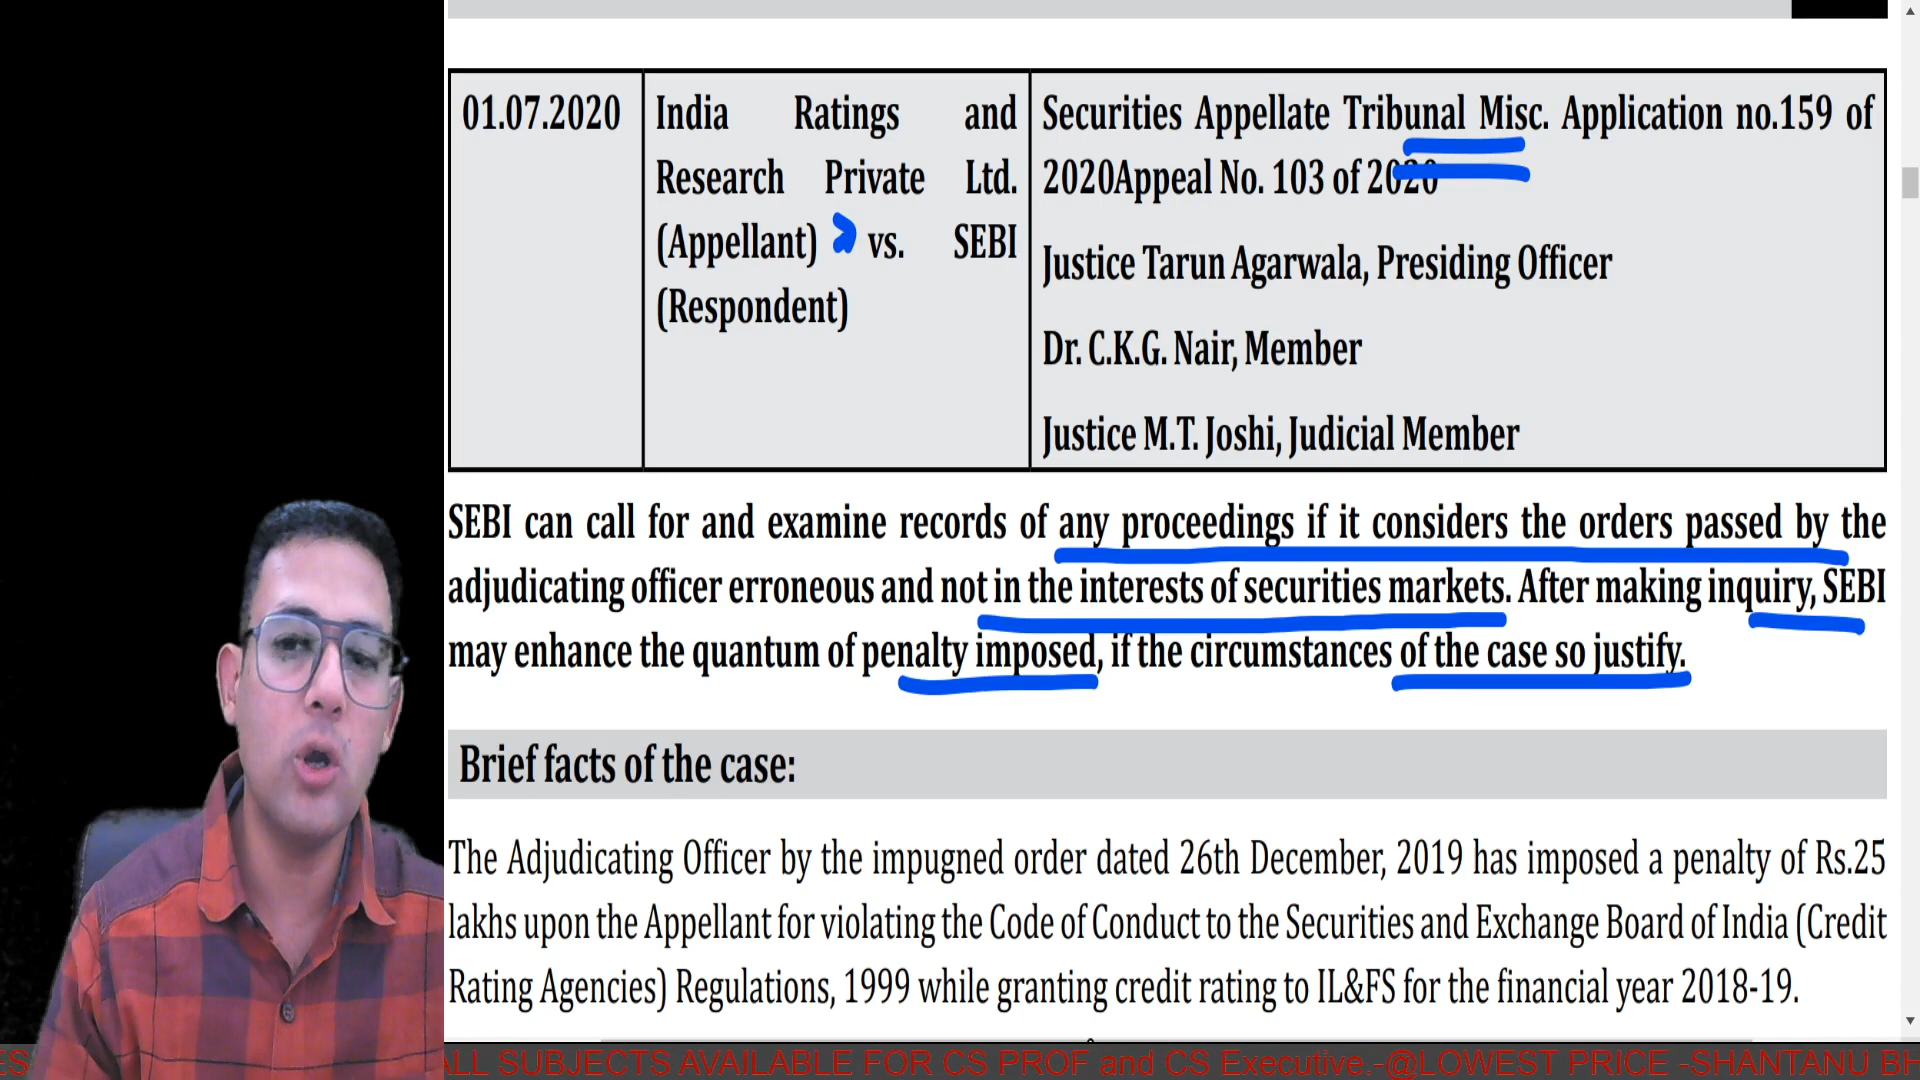 01.07.2020
India Ratings and
Research Private Ltd.
(Appellant) vs. SEBI
(Respondent)
Securities Appellate Tribunal Misc. Application no.159 of
2020Appeal No. 103 of 2020
Justice Tarun Agarwala, Presiding Officer
Dr. C.K.G. Nair, Member
Justice M.T. Joshi, Judicial Member
SEBI can call for and examine records of any proceedings if it considers the orders passed by the
adjudicating officer erroneous and not in the interests of securities markets. After making inquiry, SEBI
may enhance the quantum of penalty imposed, if the circumstances of the case so justify.
Brief facts of the case:
The Adjudicating Officer by the impugned order dated 26th December, 2019 has imposed a penalty of Rs.25
lakhs upon the Appellant for violating the Code of Conduct to the Securities and Exchange Board of India (Credit
Rating Agencies) Regulations, 1999 while granting credit rating to IL&FS for the financial year 2018-19.
ES ALL SUBJECTS AVAILABLE FOR CS PROF and CS Executive.-@LOWEST PRICE -SHANTANU BH